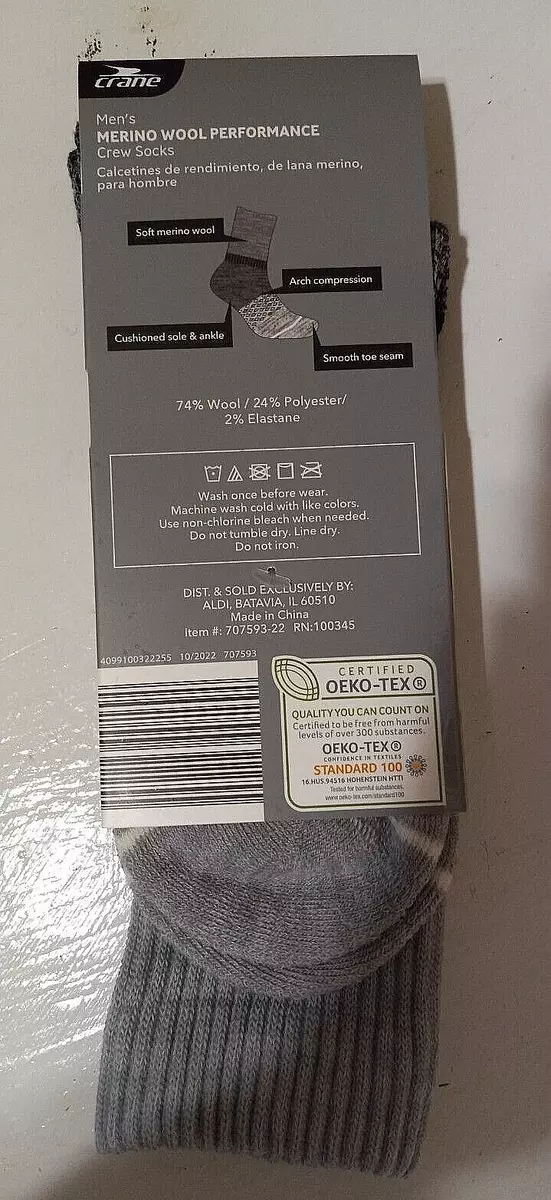 crane
Men's
MERINO WOOL PERFORMANCE
Crew Socks
Calcetines de rendimiento, de lana merino,
para hombre
Soft merino wool
Arch compression
Cushioned sole & ankle
Smooth toe seam
74% Wool / 24% Polyester/
2% Elastane
Wash once before wear.
Machine wash cold with like colors.
Use non-chlorine bleach when needed.
Do not tumble dry. Line dry.
Do not iron.
DIST. & SOLD EXCLUSIVELY BY:
ALDI, BATAVIA, IL 60510
Made in China
Item #: 707593-22 RN:100345
4099100322255 10/2022 707593
CERTIFIED
OEKO-TEX®
QUALITY YOU CAN COUNT ON
Certified to be free from harmful
levels of over 300 substances.
OEKO-TEX®
CONFIDENCE IN TEXTILES
STANDARD 100
16.HUS.94516 HOHENSTEIN HTTI
Tested for harmful substances.
www.oeko-tex.com/standard100